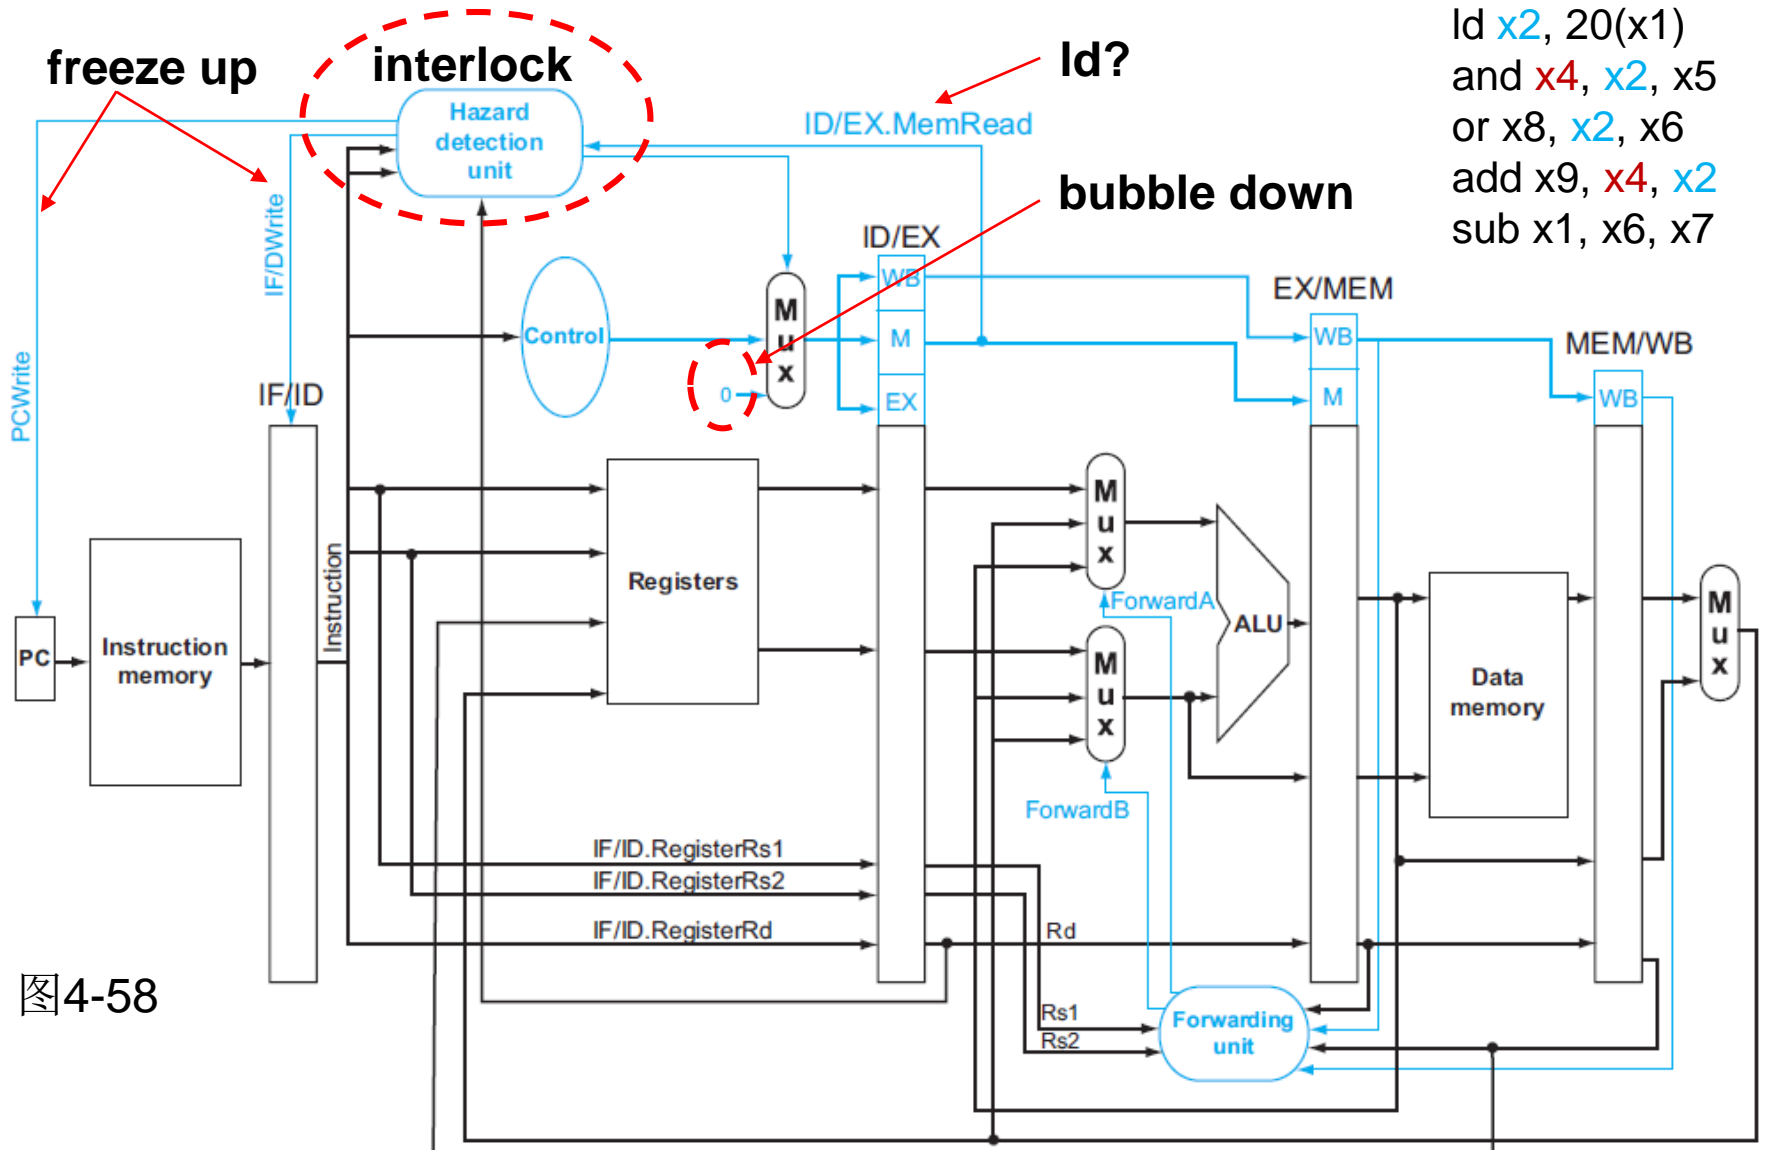 ld x2, 20(x1)
and x4, x2, x5
or x8, x2, x6
add x9, x4, x2
sub x1, x6, x7
freeze up
interlock
ld?
Hazard
detection
unit
ID/EX.MemRead
bubble down
IF/DWrite
PCWrite
ID/EX
WB
M
EX
EX/MEM
WB
M
MEM/WB
WB
Control
0
M
u
x
IF/ID
Instruction
PC
Instruction
memory
Registers
M
u
x
ForwardA
M
u
x
ForwardB
ALU
Data
memory
M
u
x
IF/ID.RegisterRs1
IF/ID.RegisterRs2
IF/ID.RegisterRd
Rd
Rs1
Rs2
Forwarding
unit
图4-58